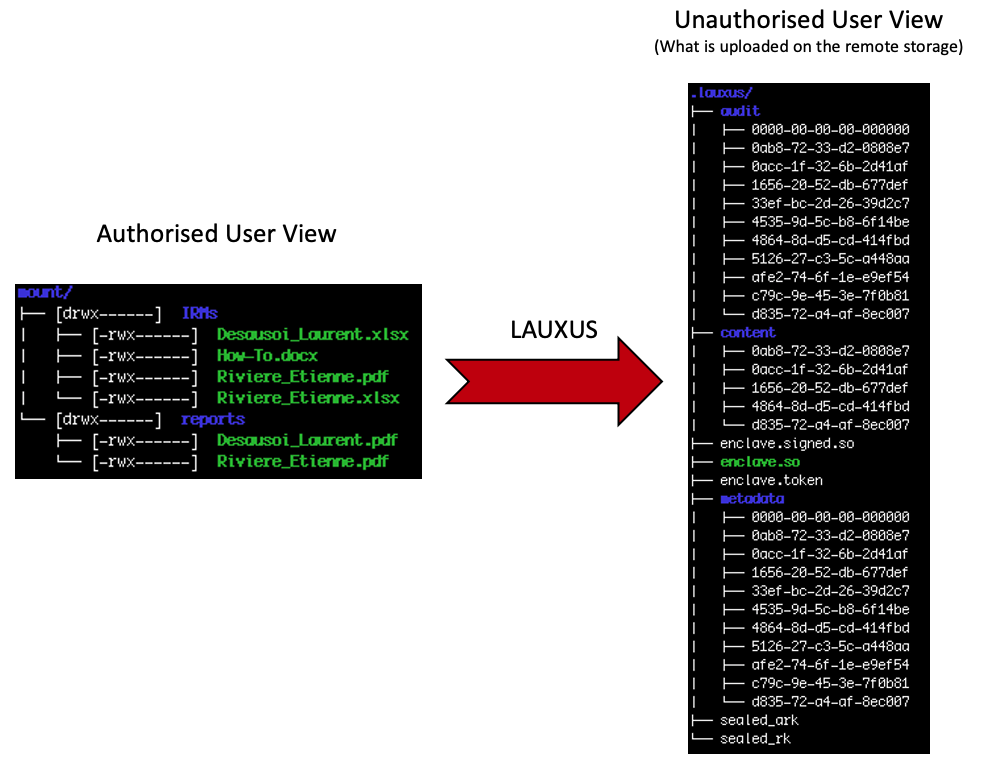 Unauthorised User View
(What is uploaded on the remote storage)
Authorised User View
mount/
├── [drwx------] IRMs
│   ├── [-rwx------] Desausoi_Laurent.xlsx
│   ├── [-rwx------] How-To.docx
│   ├── [-rwx------] Riviere_Etienne.pdf
│   └── [-rwx------] Riviere_Etienne.xlsx
└── [drwx------] reports
    ├── [-rwx------] Desausoi_Laurent.pdf
    └── [-rwx------] Riviere_Etienne.pdf
LAUXUS
.lauxus/
├── audit
│   ├── 0000-00-00-00-000000
│   ├── 0ab8-72-33-d2-0808e7
│   ├── 0acc-1f-32-6b-2d41af
│   ├── 1656-20-52-db-677def
│   ├── 33ef-bc-2d-26-39d2c7
│   ├── 4535-9d-5c-b8-6f14be
│   ├── 4864-8d-d5-cd-414fbd
│   ├── 5126-27-c3-5c-a448aa
│   ├── afe2-74-6f-1e-e9ef54
│   ├── c79c-9e-45-3e-7f0b81
│   └── d835-72-a4-af-8ec007
├── content
│   ├── 0ab8-72-33-d2-0808e7
│   ├── 0acc-1f-32-6b-2d41af
│   ├── 1656-20-52-db-677def
│   ├── 4864-8d-d5-cd-414fbd
│   └── d835-72-a4-af-8ec007
├── enclave.signed.so
├── enclave.so
├── enclave.token
├── metadata
│   ├── 0000-00-00-00-000000
│   ├── 0ab8-72-33-d2-0808e7
│   ├── 0acc-1f-32-6b-2d41af
│   ├── 1656-20-52-db-677def
│   ├── 33ef-bc-2d-26-39d2c7
│   ├── 4535-9d-5c-b8-6f14be
│   ├── 4864-8d-d5-cd-414fbd
│   ├── 5126-27-c3-5c-a448aa
│   ├── afe2-74-6f-1e-e9ef54
│   ├── c79c-9e-45-3e-7f0b81
│   └── d835-72-a4-af-8ec007
├── sealed_ark
└── sealed_rk